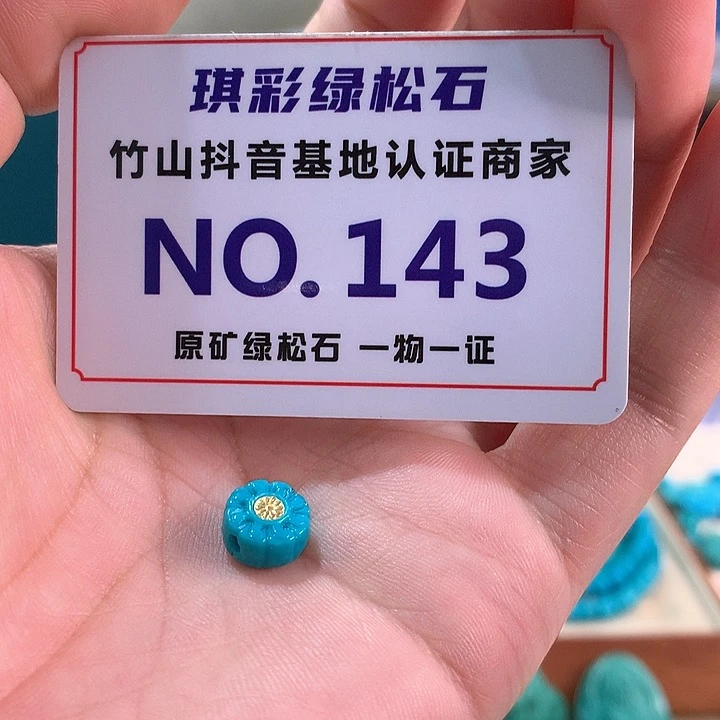 琪彩绿松石
竹山抖音基地认证商家
NO.143
原矿绿松石 一物一证